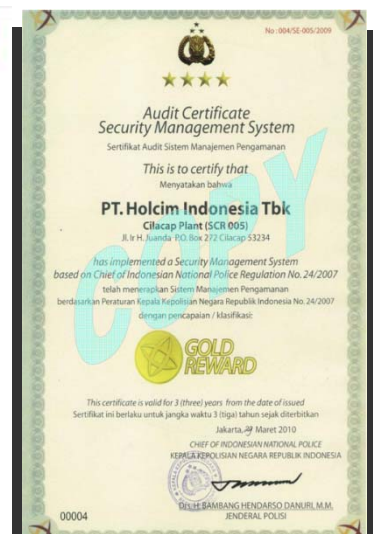 No : 004/SE-005/2009
Audit Certificate
Security Management System
Sertifikat Audit Sistem Manajemen Pengamanan
This is to certify that
Menyatakan bahwa
PT. Holcim Indonesia Tbk
Cilacap Plant (SCR 005)
Jl. Ir H. Juanda P.O. Box 272 Cilacap 53234
has implemented a Security Management System
based on Chief of Indonesian National Police Regulation No. 24/2007
telah menerapkan Sistem Manajemen Pengamanan
berdasarkan Peraturan Kepala Kepolisian Negara Republik Indonesia No. 24/2007
dengan pencapaian / klasifikasi:
COPY
GOLD
REWARD
This certificate is valid for 3 (three) years from the date of issued
Sertifikat ini berlaku untuk jangka waktu 3 (tiga) tahun sejak diterbitkan
Jakarta, Maret 2010
CHIEF OF INDONESIAN NATIONAL POLICE
KEPALA KEPOLISIAN NEGARA REPUBLIK INDONESIA
Drs. H. BAMBANG HENDARSO DANURI, M.M.
JENDERAL POLISI
00004